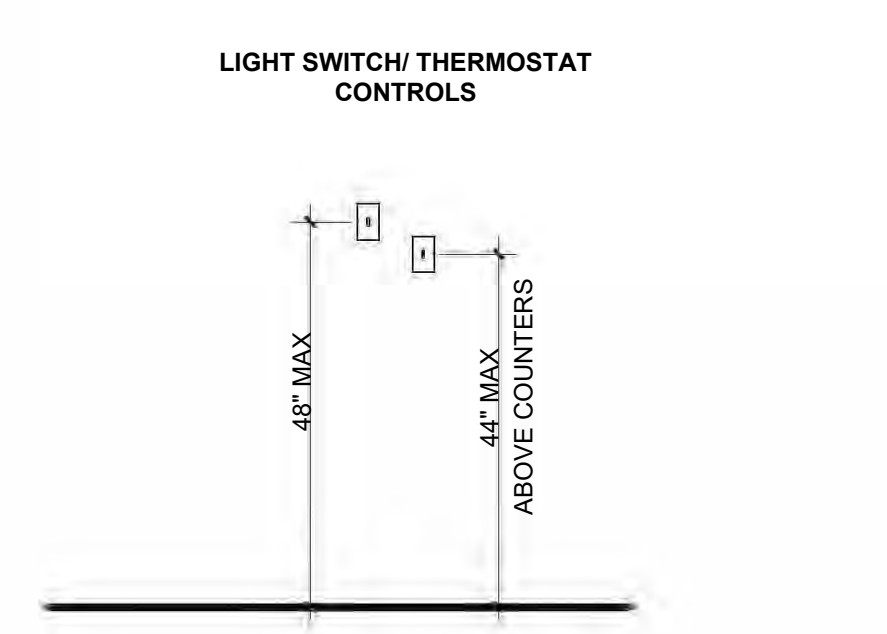 LIGHT SWITCH/ THERMOSTAT
CONTROLS
48" MAX
44" MAX
ABOVE COUNTERS